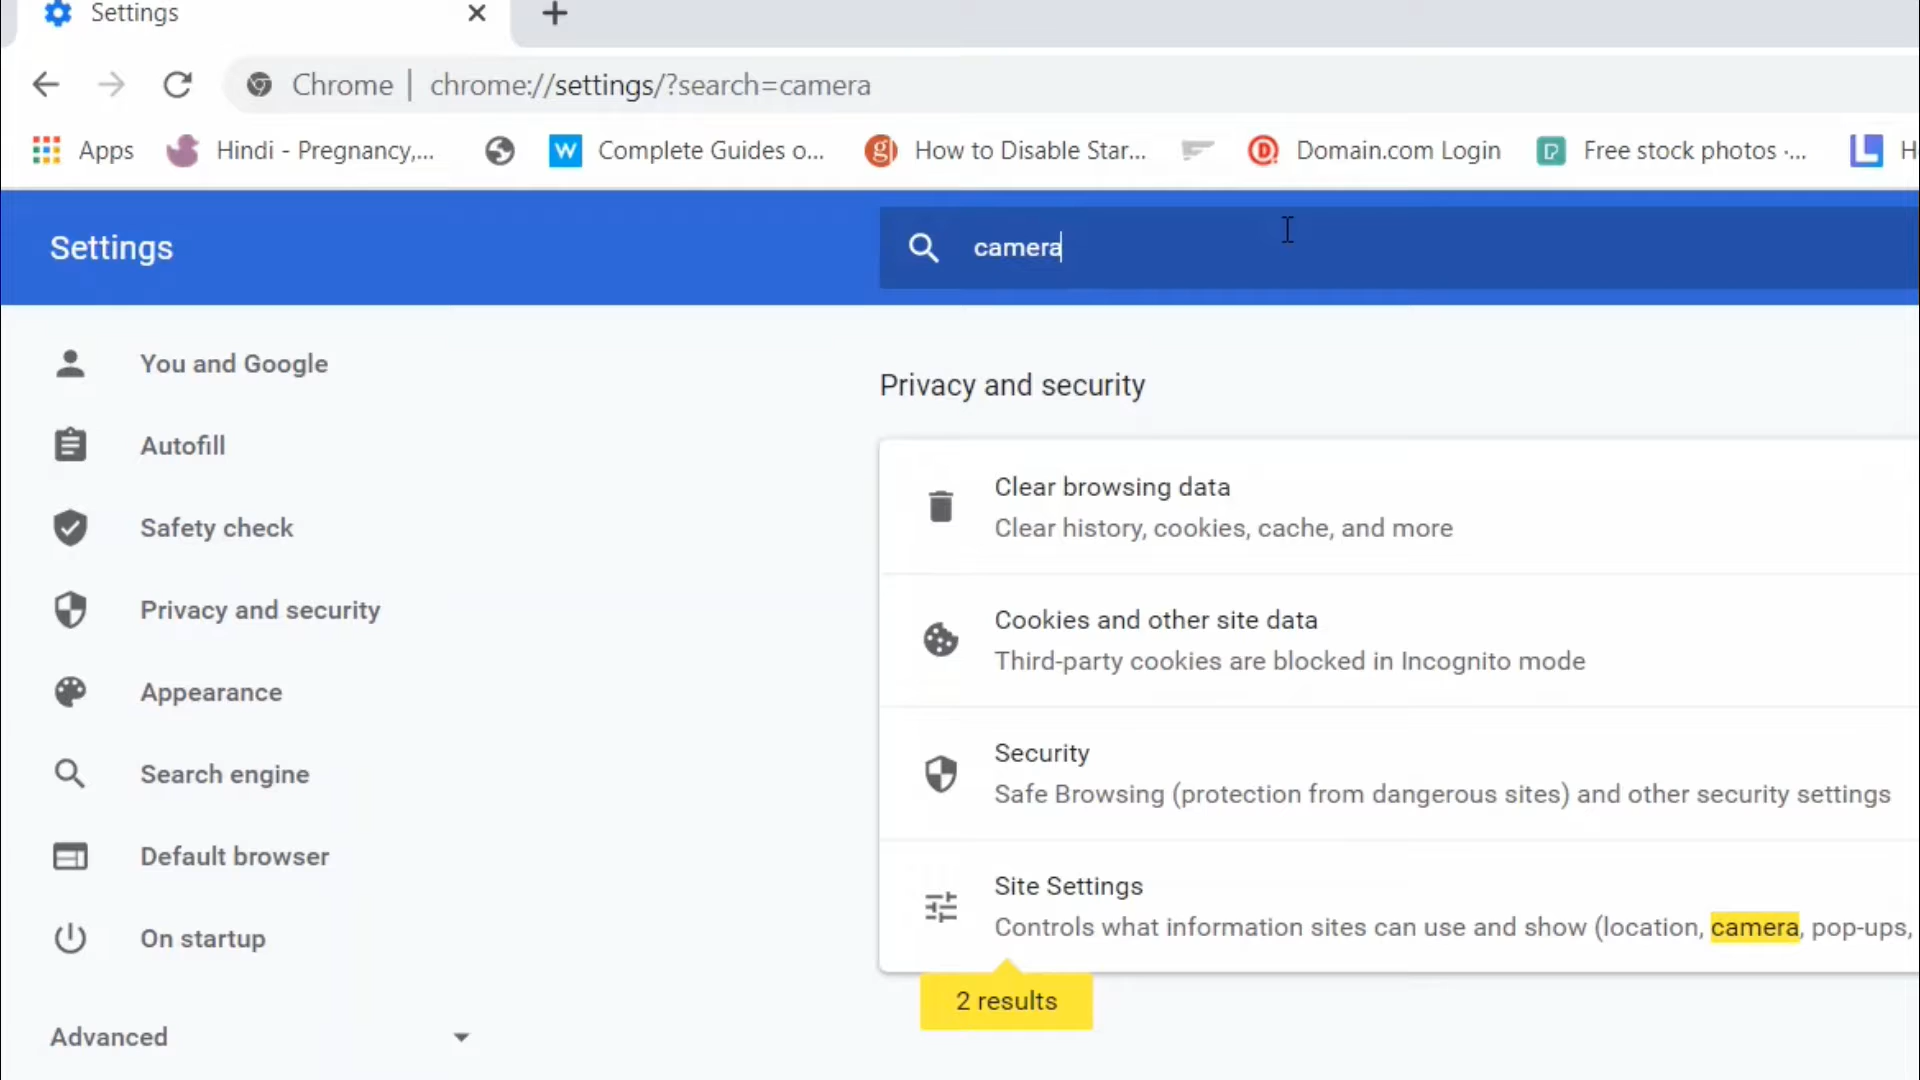 Settings
Chrome | chrome://settings/?search=camera
Apps Hindi - Pregnancy,... Complete Guides o... How to Disable Star... Domain.com Login Free stock photos ·... H
Settings camera
You and Google
Autofill
Safety check
Privacy and security
Appearance
Search engine
Default browser
On startup
Advanced
Privacy and security
Clear browsing data
Clear history, cookies, cache, and more
Cookies and other site data
Third-party cookies are blocked in Incognito mode
Security
Safe Browsing (protection from dangerous sites) and other security settings
Site Settings
Controls what information sites can use and show (location, camera, pop-ups,
2 results